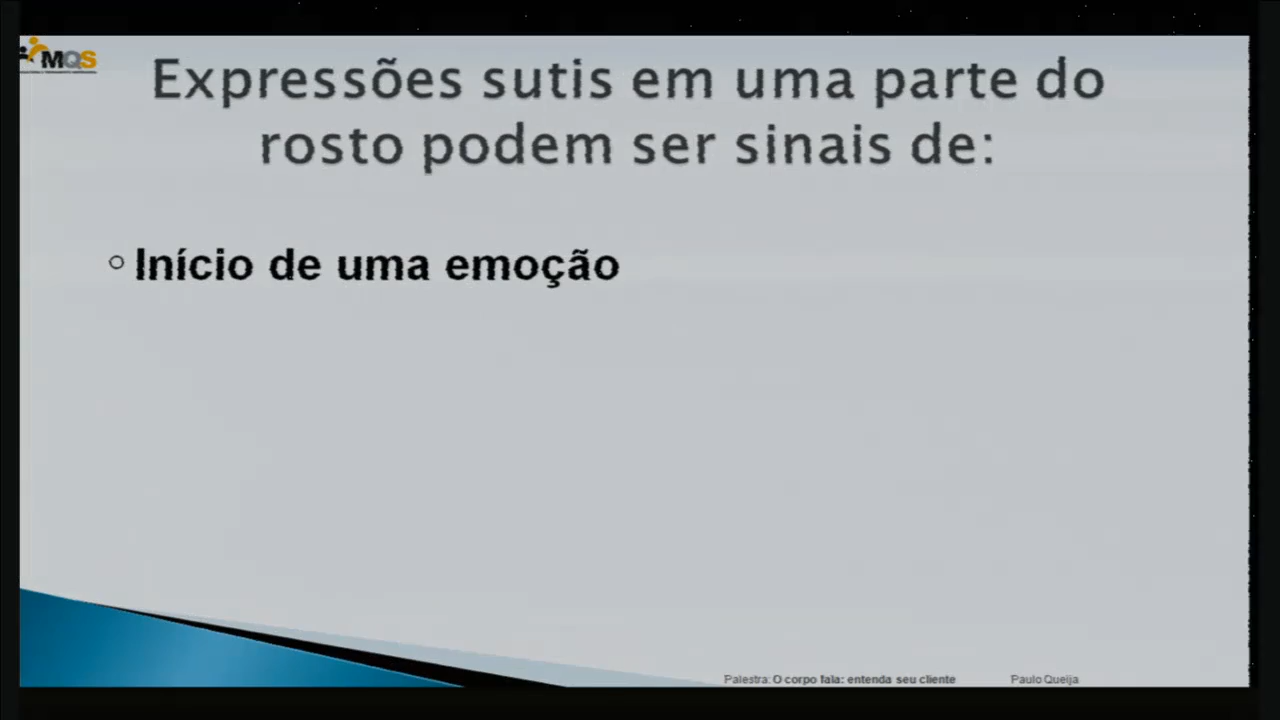 MQS
Expressões sutis em uma parte do
rosto podem ser sinais de:
Início de uma emoção
Palestra: O corpo fala: entenda seu cliente Paulo Queija